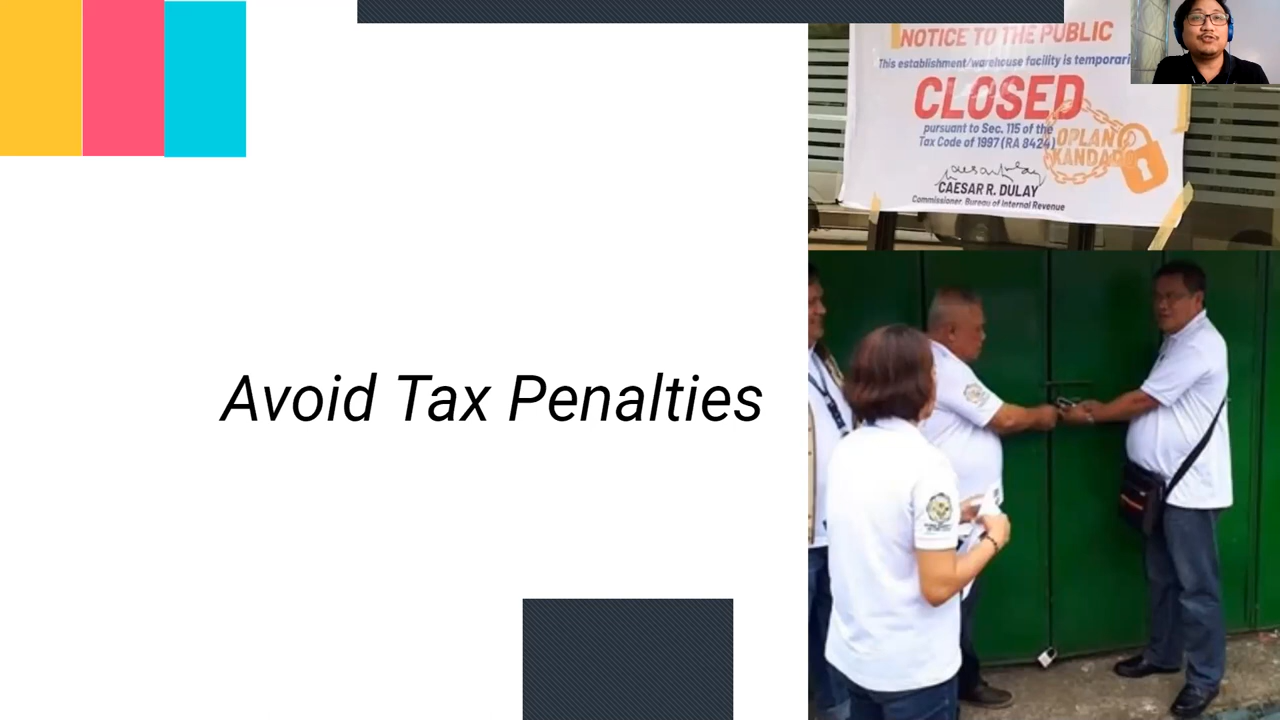 Avoid Tax Penalties
NOTICE TO THE PUBLIC
This establishment/warehouse facility is temporari
CLOSED
pursuant to Sec. 115 of the
Tax Code of 1997 (RA 8424)
OPLAN
KANDADO
CAESAR R. DULAY
Commissioner, Bureau of Internal Revenue